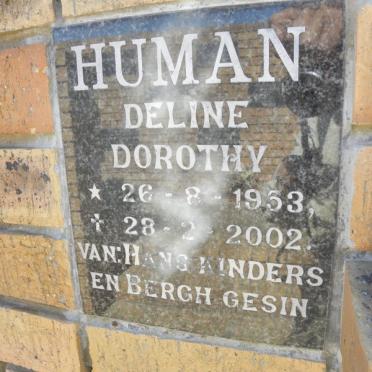 HUMAN
DELINE
DOROTHY
* 26-8-1953,
✝ 28-2-2002.
VAN: HANS KINDERS
EN BERGH GESIN